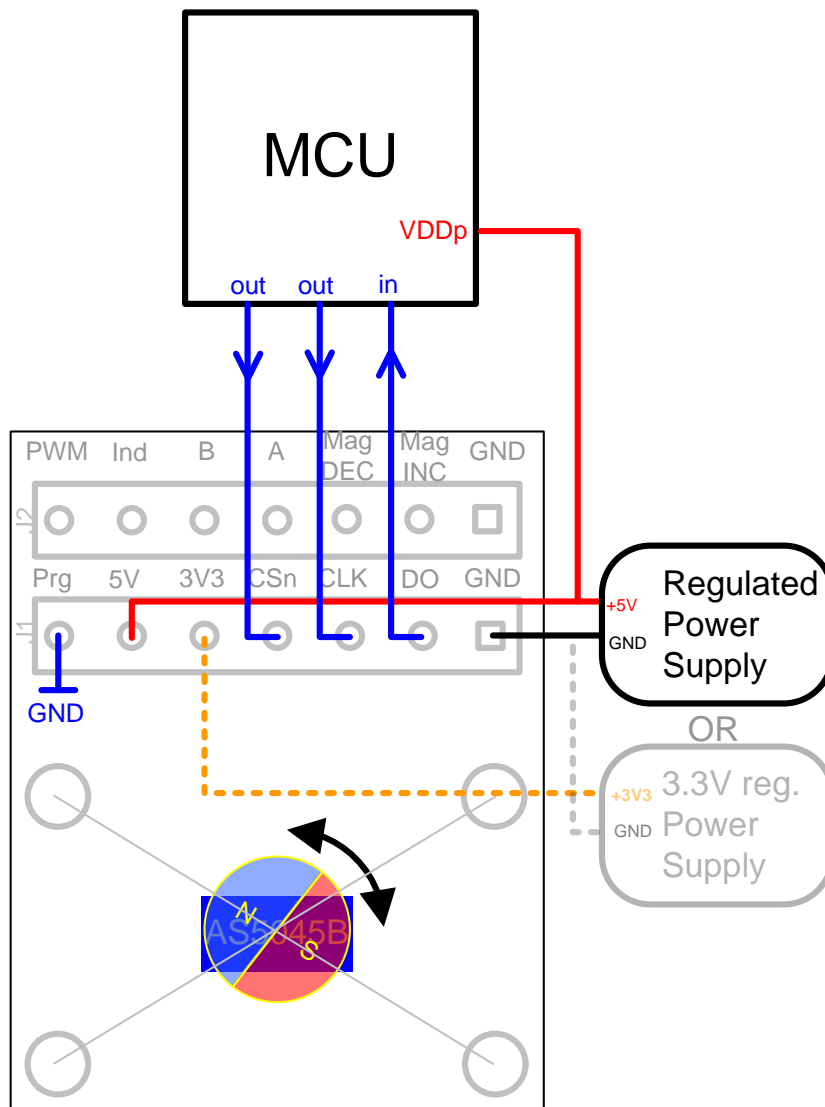 MCU
VDDp
out out in
PWM Ind B A Mag DEC Mag INC GND
J2
Prg 5V 3V3 CSn CLK DO GND
J1
GND
+5V
GND
Regulated
Power
Supply
OR
+3V3
GND
3.3V reg.
Power
Supply
AS5045B
N
S